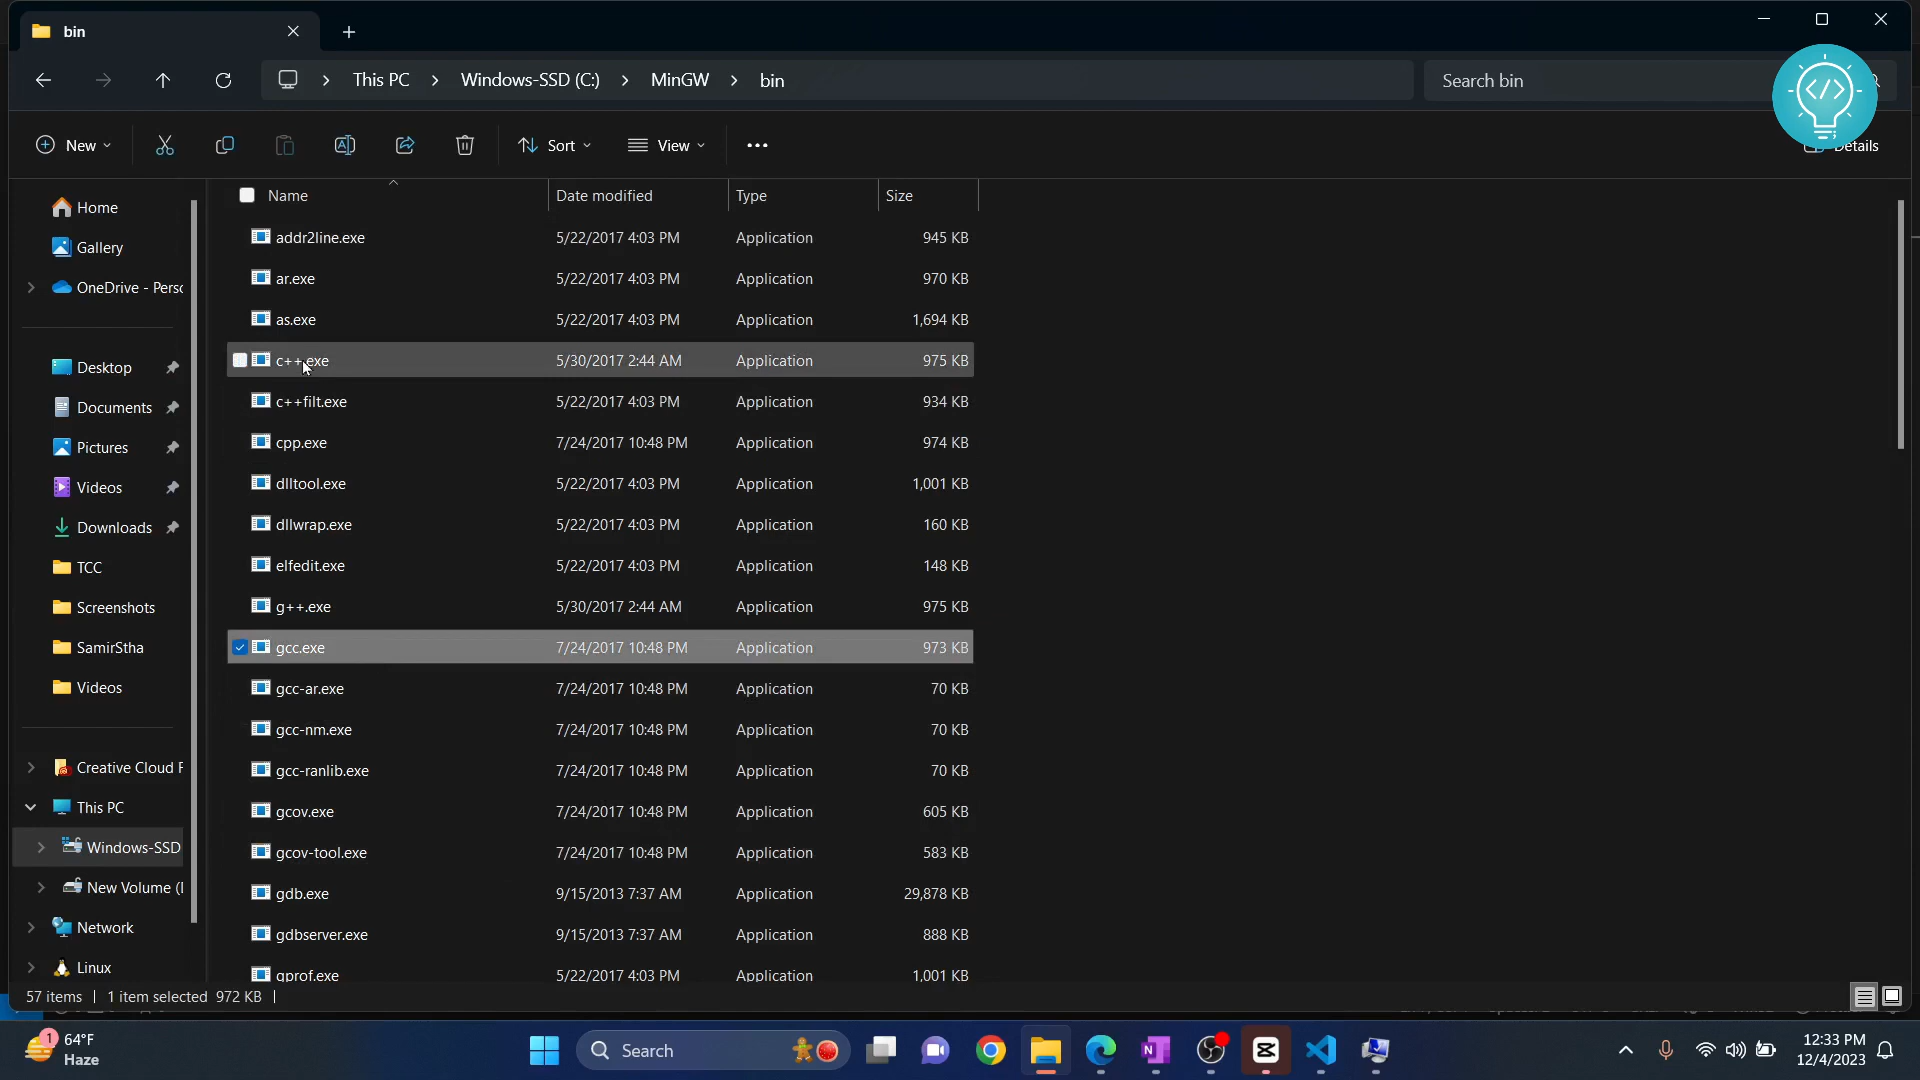 bin
This PC > Windows-SSD (C:) > MinGW > bin
Search bin
New
Sort
View
Details
</>
Name Date modified Type Size
addr2line.exe 5/22/2017 4:03 PM Application 945 KB
ar.exe 5/22/2017 4:03 PM Application 970 KB
as.exe 5/22/2017 4:03 PM Application 1,694 KB
c++.exe 5/30/2017 2:44 AM Application 975 KB
c++filt.exe 5/22/2017 4:03 PM Application 934 KB
cpp.exe 7/24/2017 10:48 PM Application 974 KB
dlltool.exe 5/22/2017 4:03 PM Application 1,001 KB
dllwrap.exe 5/22/2017 4:03 PM Application 160 KB
elfedit.exe 5/22/2017 4:03 PM Application 148 KB
g++.exe 5/30/2017 2:44 AM Application 975 KB
gcc.exe 7/24/2017 10:48 PM Application 973 KB
gcc-ar.exe 7/24/2017 10:48 PM Application 70 KB
gcc-nm.exe 7/24/2017 10:48 PM Application 70 KB
gcc-ranlib.exe 7/24/2017 10:48 PM Application 70 KB
gcov.exe 7/24/2017 10:48 PM Application 605 KB
gcov-tool.exe 7/24/2017 10:48 PM Application 583 KB
gdb.exe 9/15/2013 7:37 AM Application 29,878 KB
gdbserver.exe 9/15/2013 7:37 AM Application 888 KB
gprof.exe 5/22/2017 4:03 PM Application 1,001 KB
Home
Gallery
OneDrive - Perso
Desktop
Documents
Pictures
Videos
Downloads
TCC
Screenshots
SamirStha
Videos
Creative Cloud F
This PC
Windows-SSD
New Volume (
Network
Linux
57 items | 1 item selected 972 KB |
1
64°F
Haze
Search
12:33 PM
12/4/2023